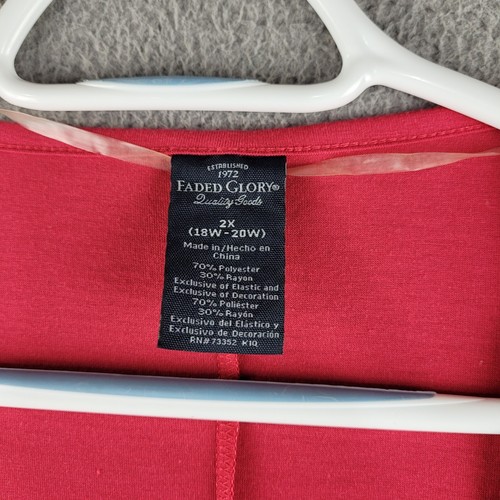 ESTABLISHED
1972
FADED GLORY®
Quality Goods
2X
(18W-20W)
Made in/Hecho en
China
70% Polyester
30% Rayon
Exclusive of Elastic and
Exclusive of Decoration
70% Poliéster
30% Rayón
Exclusivo del Elástico y
Exclusivo de Decoración
RN# 73352 K1Q